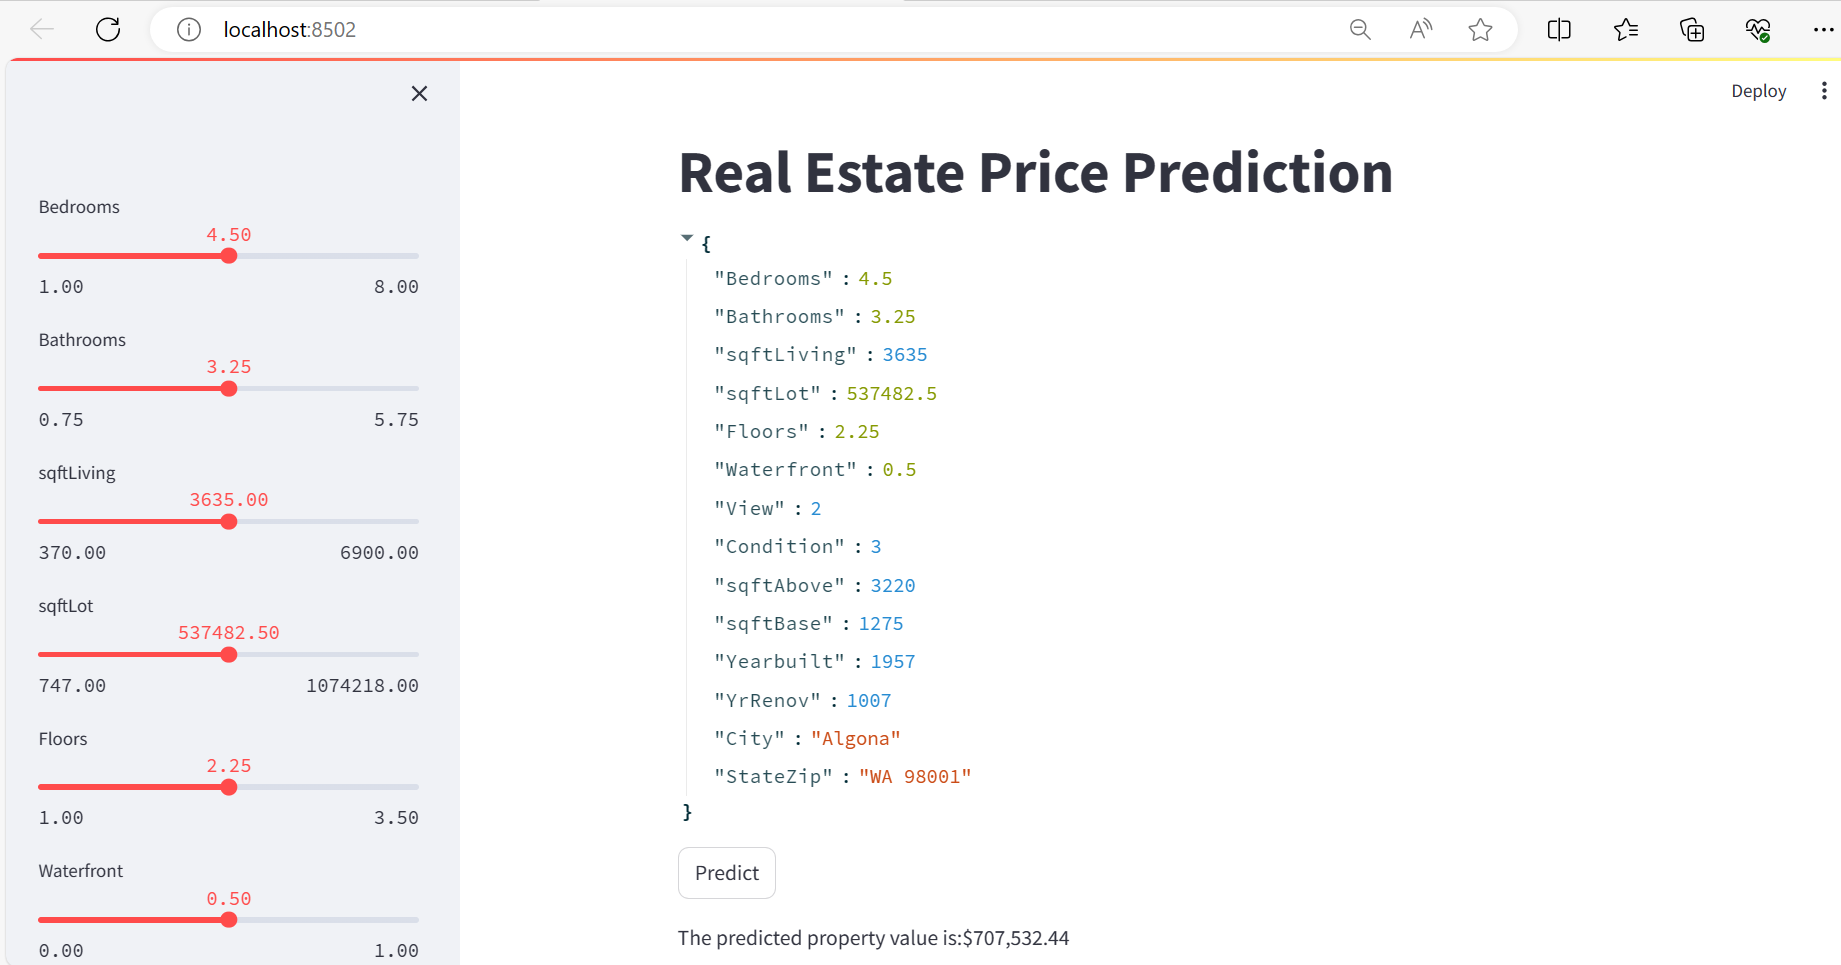 localhost:8502
Deploy
Bedrooms
4.50
1.00 8.00
Bathrooms
3.25
0.75 5.75
sqftLiving
3635.00
370.00 6900.00
sqftLot
537482.50
747.00 1074218.00
Floors
2.25
1.00 3.50
Waterfront
0.50
0.00 1.00
Real Estate Price Prediction
{
"Bedrooms" : 4.5
"Bathrooms" : 3.25
"sqftLiving" : 3635
"sqftLot" : 537482.5
"Floors" : 2.25
"Waterfront" : 0.5
"View" : 2
"Condition" : 3
"sqftAbove" : 3220
"sqftBase" : 1275
"Yearbuilt" : 1957
"YrRenov" : 1007
"City" : "Algona"
"StateZip" : "WA 98001"
}
Predict
The predicted property value is:$707,532.44